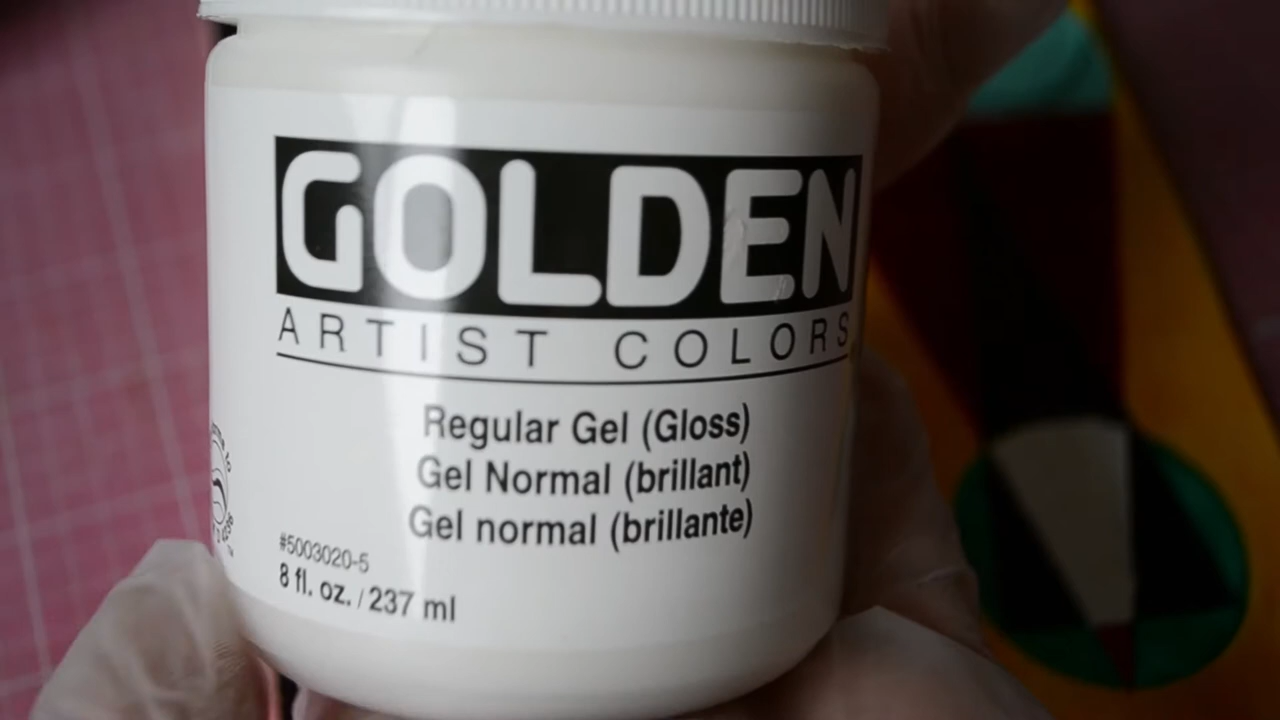 GOLDEN
ARTIST COLORS
Regular Gel (Gloss)
Gel Normal (brillant)
Gel normal (brillante)
#5003020-5
8 fl. oz. / 237 ml